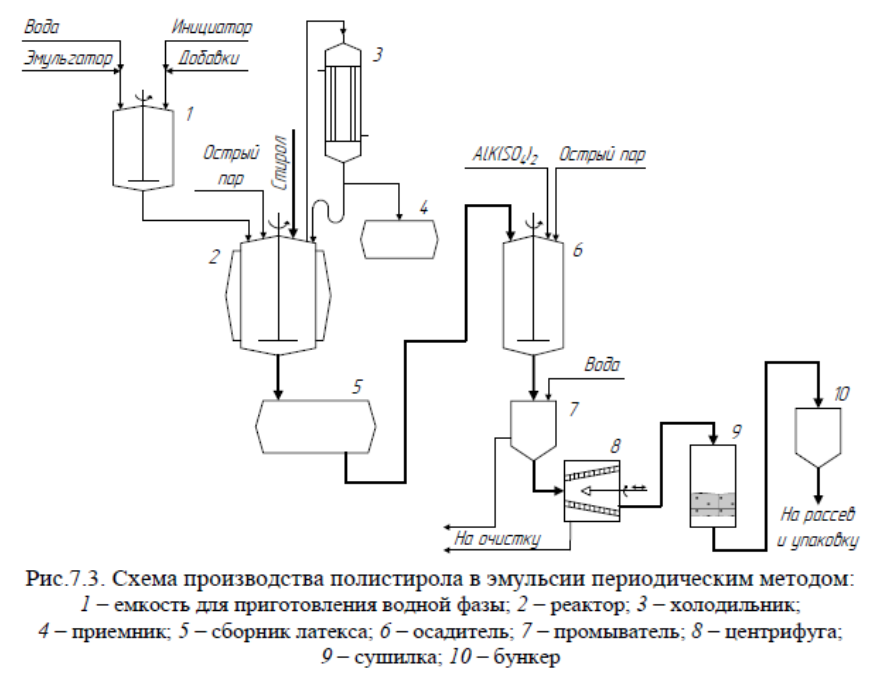 Вода
Инициатор
Эмульгатор
Добавки
1
3
Острый
пар
Стирол
AlK(SO4)2
Острый пар
4
2
6
Вода
5
7
8
9
10
На очистку
На рассев
и упаковку
Рис.7.3. Схема производства полистирола в эмульсии периодическим методом:
1 – емкость для приготовления водной фазы; 2 – реактор; 3 – холодильник;
4 – приемник; 5 – сборник латекса; 6 – осадитель; 7 – промыватель; 8 – центрифуга;
9 – сушилка; 10 – бункер